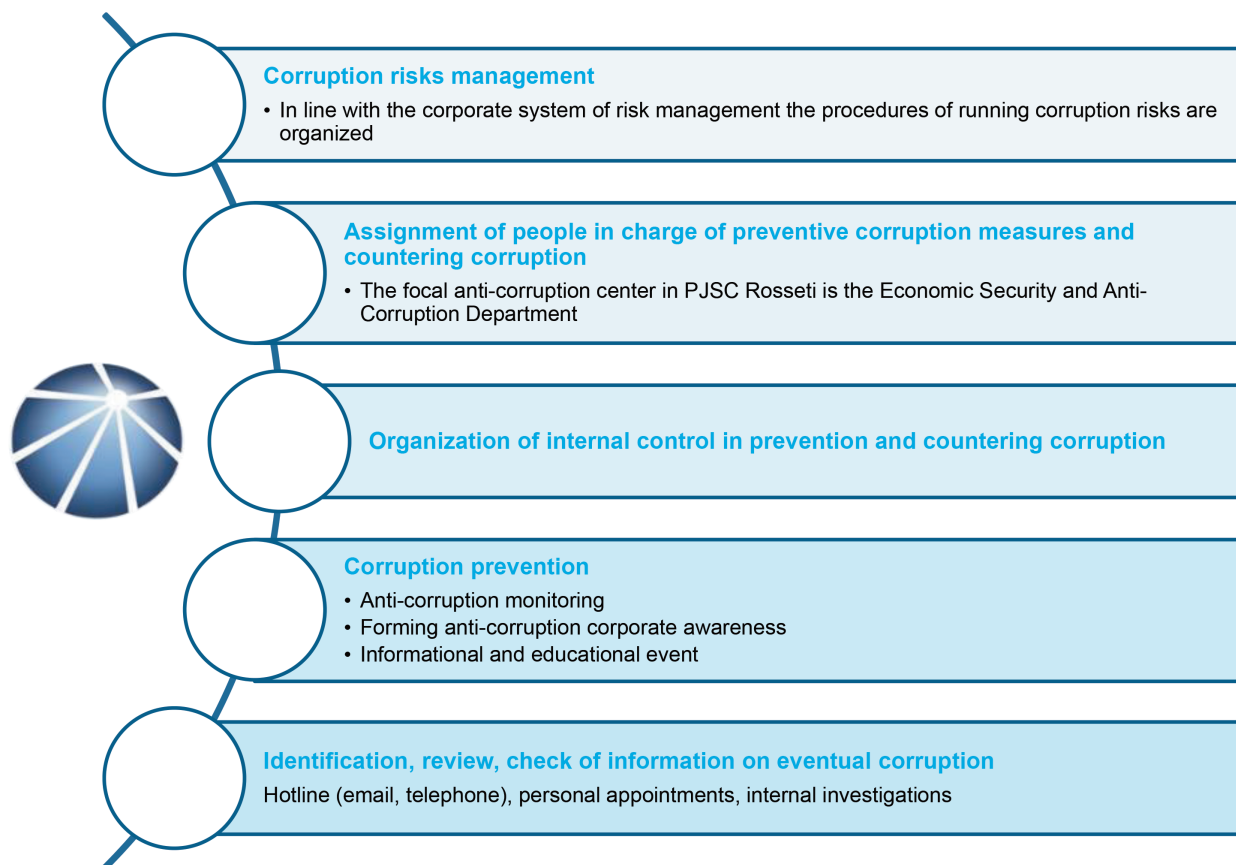 Corruption risks management
• In line with the corporate system of risk management the procedures of running corruption risks are
organized
Assignment of people in charge of preventive corruption measures and
countering corruption
• The focal anti-corruption center in PJSC Rosseti is the Economic Security and Anti-
Corruption Department
Organization of internal control in prevention and countering corruption
Corruption prevention
• Anti-corruption monitoring
• Forming anti-corruption corporate awareness
• Informational and educational event
Identification, review, check of information on eventual corruption
Hotline (email, telephone), personal appointments, internal investigations